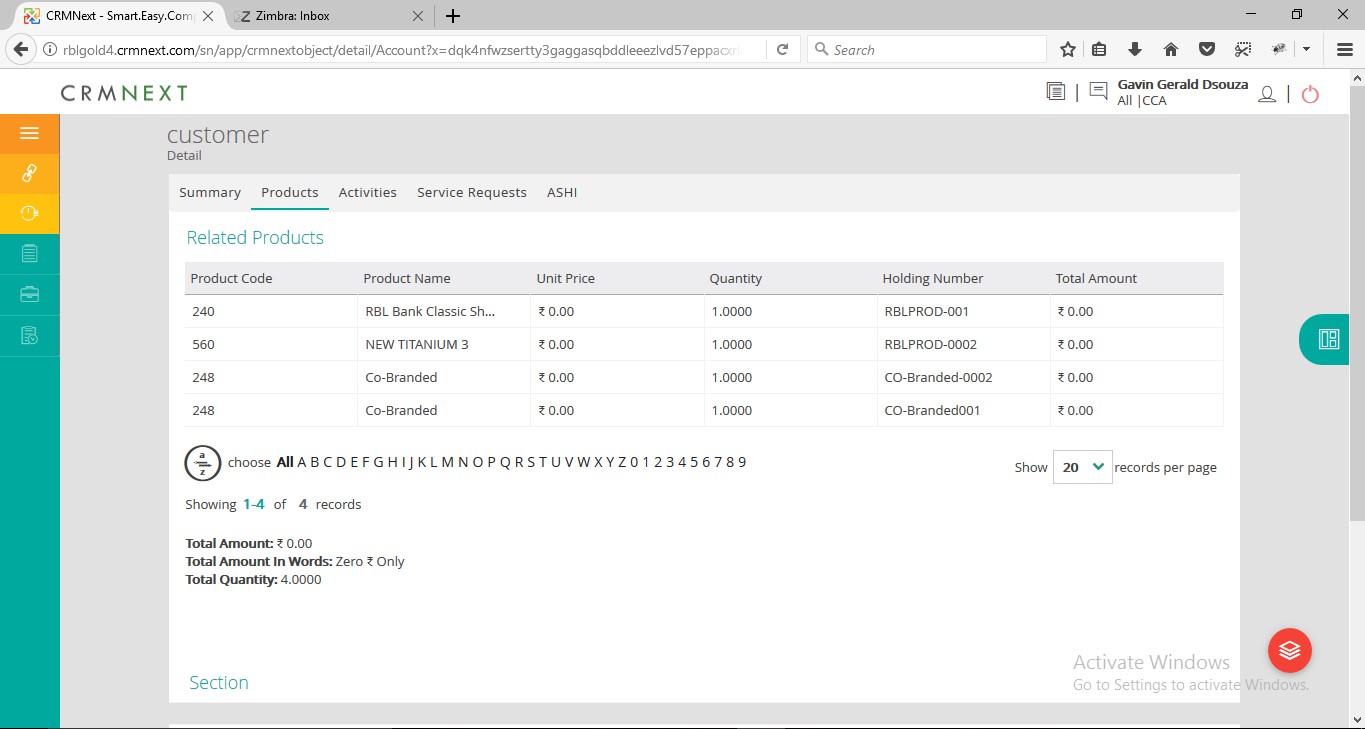 CRMNext - Smart.Easy.Com
Zimbra: Inbox
rblgold4.crmnext.com/sn/app/crmnextobject/detail/Account?x=dqk4nfwzsertty3gaggasqbddleeezlvd57eppacxr
Search
CRMNEXT
Gavin Gerald Dsouza
All |CCA
customer
Detail
Summary Products Activities Service Requests ASHI
Related Products
Product Code Product Name Unit Price Quantity Holding Number Total Amount
240 RBL Bank Classic Sh... ₹ 0.00 1.0000 RBLPROD-001 ₹ 0.00
560 NEW TITANIUM 3 ₹ 0.00 1.0000 RBLPROD-0002 ₹ 0.00
248 Co-Branded ₹ 0.00 1.0000 CO-Branded-0002 ₹ 0.00
248 Co-Branded ₹ 0.00 1.0000 CO-Branded001 ₹ 0.00
a z choose All A B C D E F G H I J K L M N O P Q R S T U V W X Y Z 0 1 2 3 4 5 6 7 8 9
Show 20 records per page
Showing 1-4 of 4 records
Total Amount: ₹ 0.00
Total Amount In Words: Zero ₹ Only
Total Quantity: 4.0000
Section
Activate Windows
Go to Settings to activate Windows.